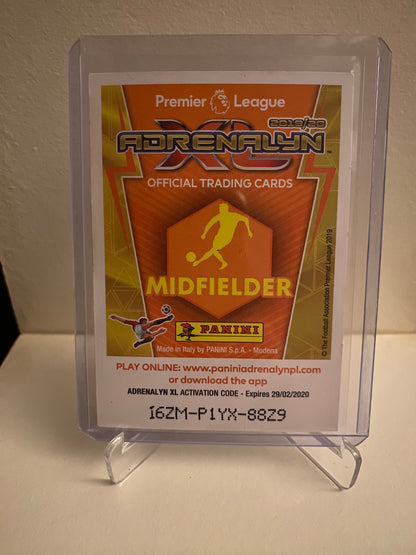 Premier League
2019/20
ADRENALYN XL™
OFFICIAL TRADING CARDS
MIDFIELDER
PANINI
Made in Italy by PANINI S.p.A. - Modena
© The Football Association Premier League 2019
PLAY ONLINE: www.paniniadrenalynpl.com
or download the app
ADRENALYN XL ACTIVATION CODE - Expires 29/02/2020
I6ZM-P1YX-88Z9